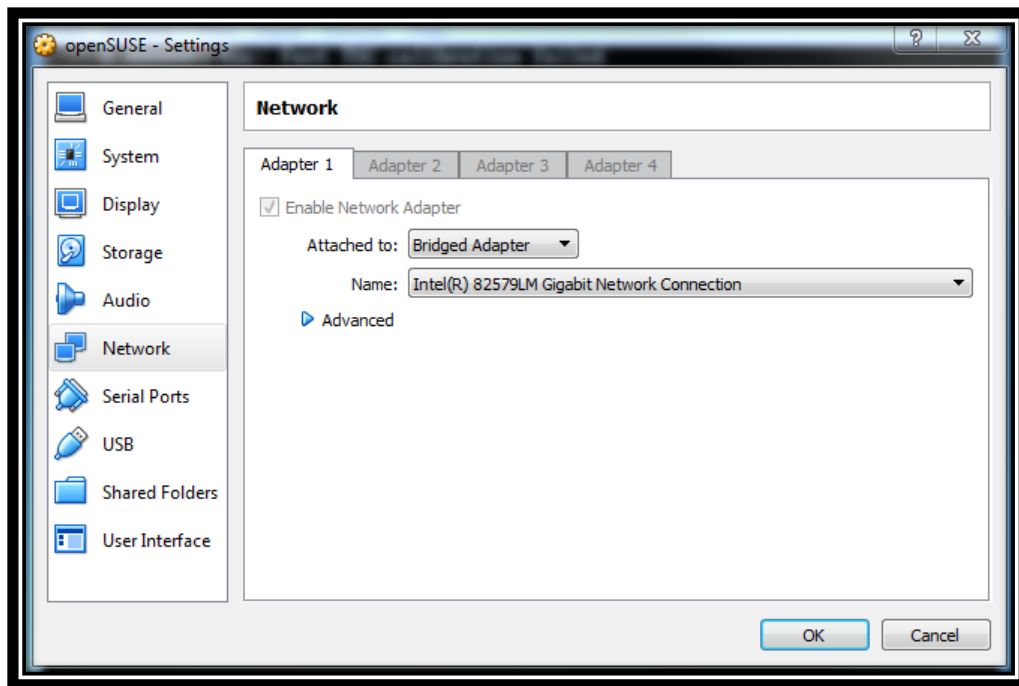 openSUSE - Settings
General
System
Display
Storage
Audio
Network
Serial Ports
USB
Shared Folders
User Interface
Network
Adapter 1 Adapter 2 Adapter 3 Adapter 4
Enable Network Adapter
Attached to: Bridged Adapter
Name: Intel(R) 82579LM Gigabit Network Connection
Advanced
OK Cancel